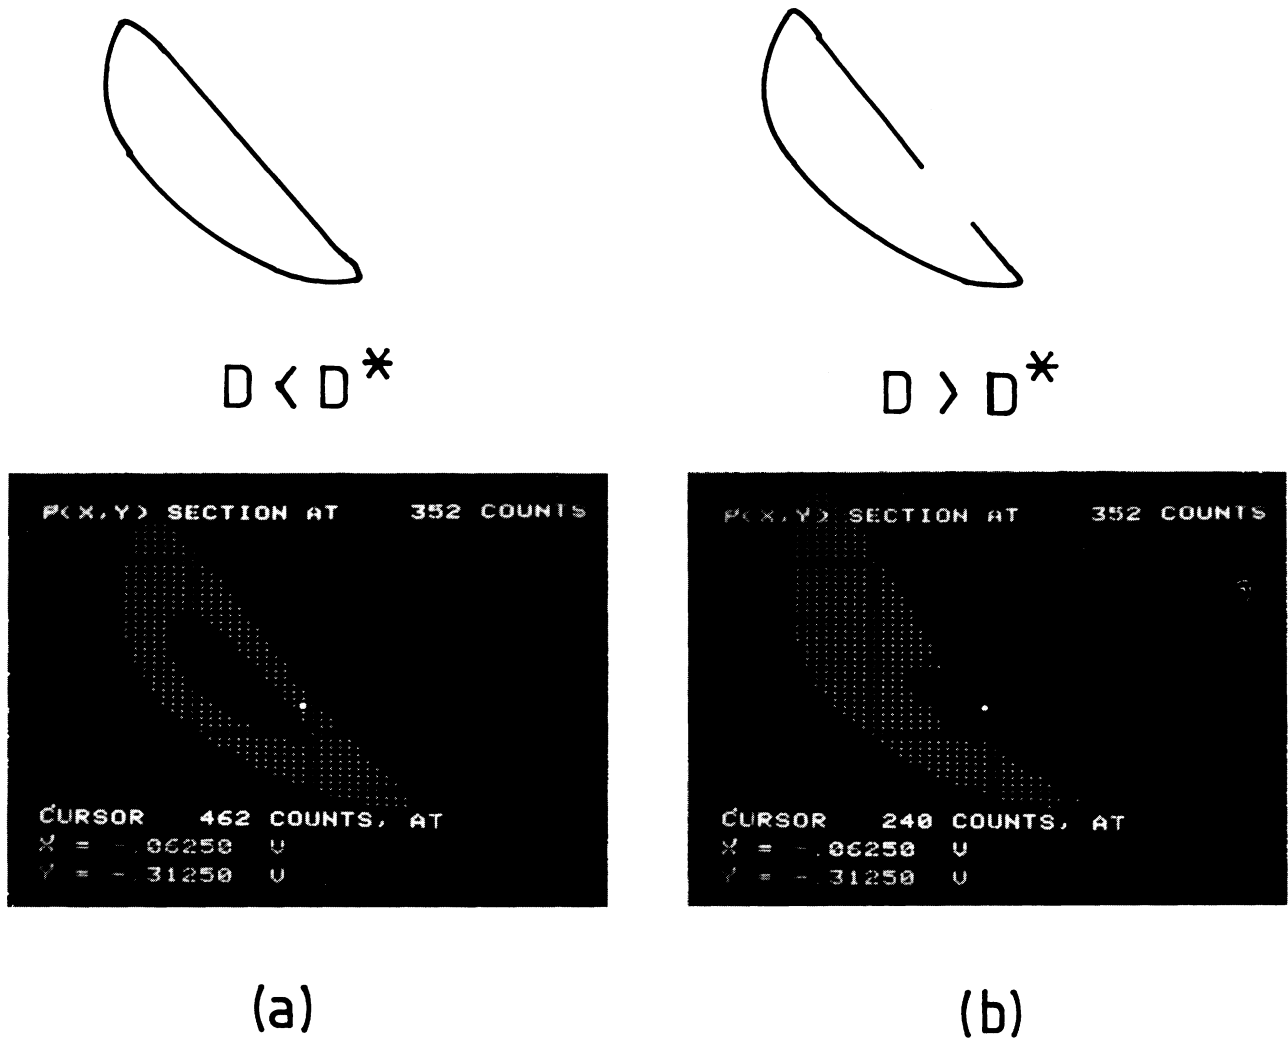 D < D*
D > D*
P(X,Y) SECTION AT 352 COUNTS
CURSOR 462 COUNTS, AT
X = -.06250 V
Y = -.31250 V
P(X,Y) SECTION AT 352 COUNTS
CURSOR 240 COUNTS, AT
X = -.06250 V
Y = -.31250 V
(a)
(b)